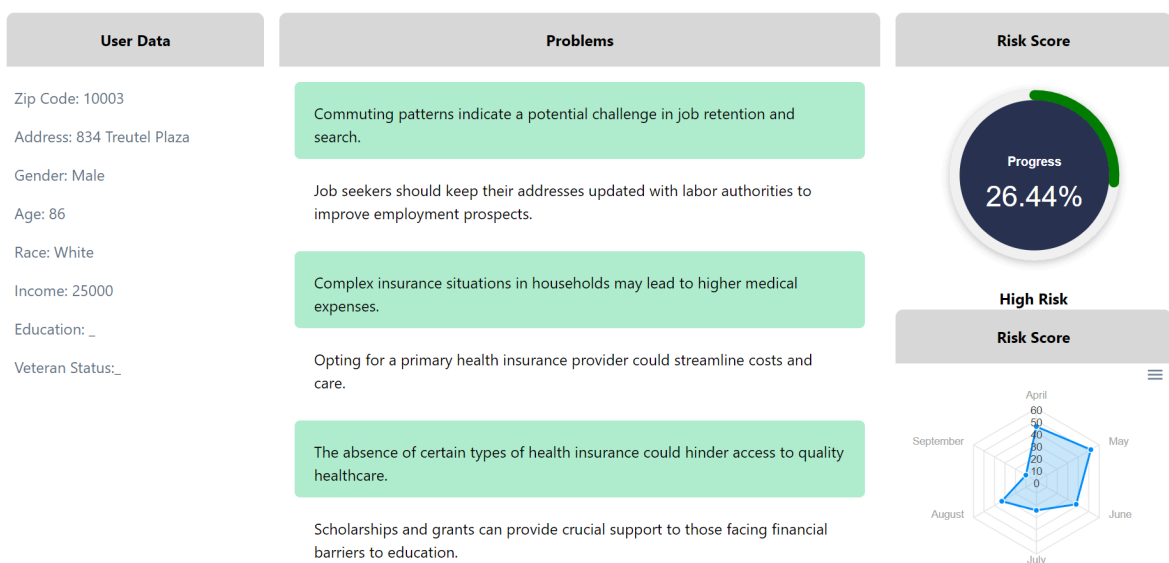 User Data
Zip Code: 10003
Address: 834 Treutel Plaza
Gender: Male
Age: 86
Race: White
Income: 25000
Education: _
Veteran Status:_
Problems
Commuting patterns indicate a potential challenge in job retention and
search.
Job seekers should keep their addresses updated with labor authorities to
improve employment prospects.
Complex insurance situations in households may lead to higher medical
expenses.
Opting for a primary health insurance provider could streamline costs and
care.
The absence of certain types of health insurance could hinder access to quality
healthcare.
Scholarships and grants can provide crucial support to those facing financial
barriers to education.
Risk Score
Progress
26.44%
High Risk
Risk Score
April
60
50
40
30
20
10
0
September
May
August
June
July